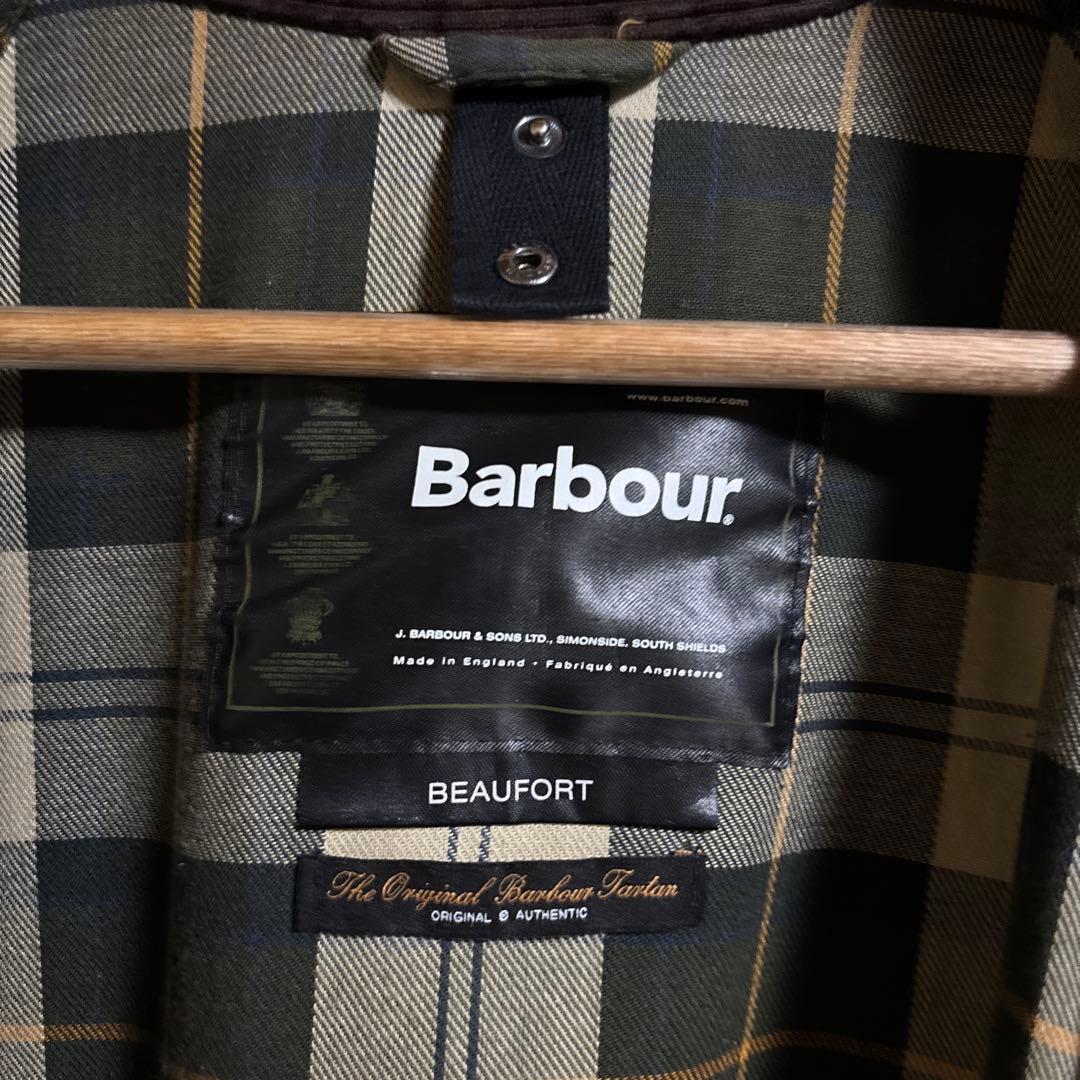 www.barbour.com
Barbour®
J. BARBOUR & SONS LTD., SIMONSIDE, SOUTH SHIELDS
Made in England • Fabriqué en Angleterre
BEAUFORT
The Original Barbour Tartan
ORIGINAL & AUTHENTIC